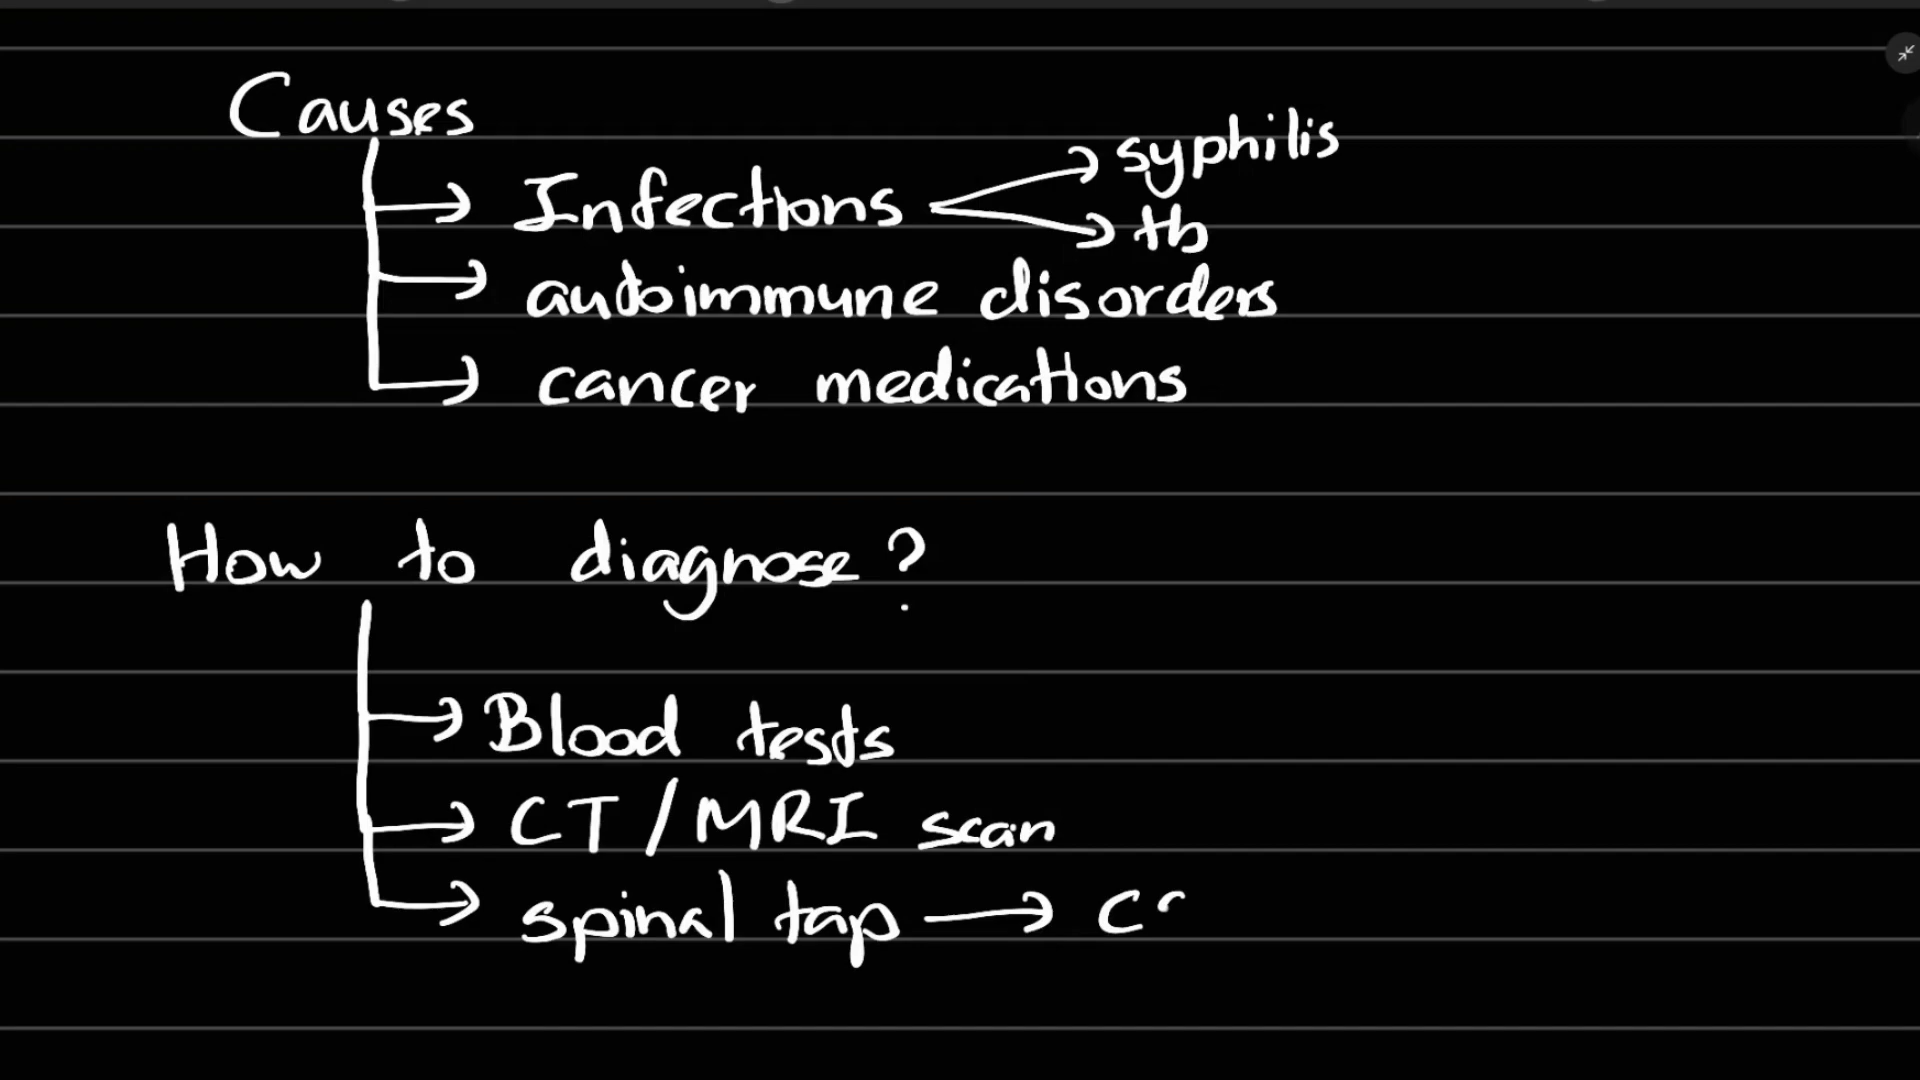 Causes
→ Infections → syphilis
→ tb
→ autoimmune disorders
→ cancer medications
How to diagnose?
→ Blood tests
→ CT/MRI scan
→ spinal tap → C